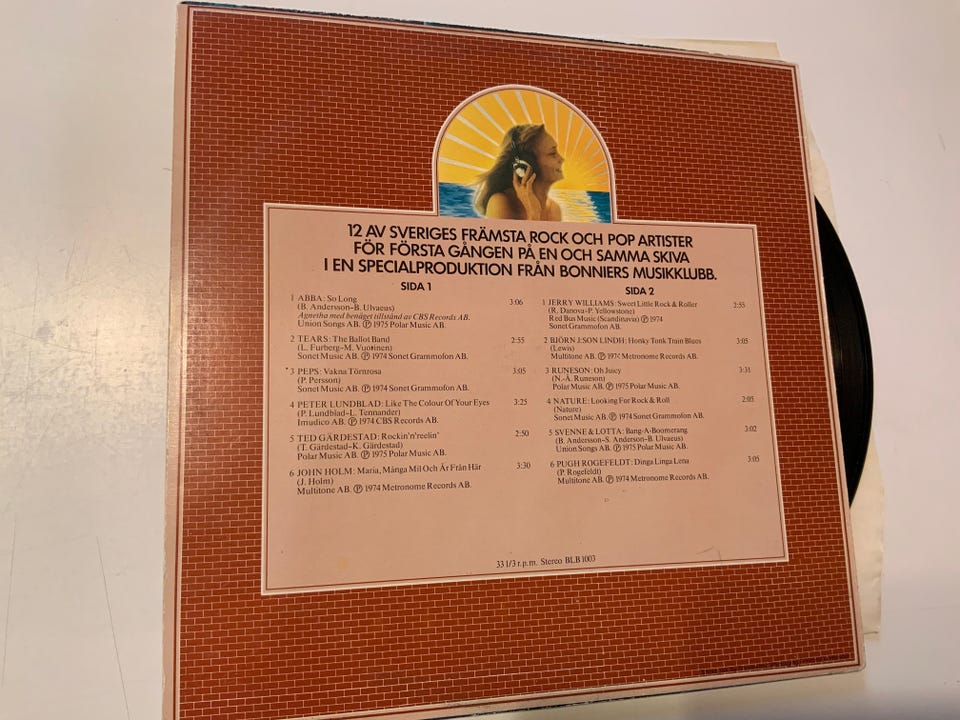 12 AV SVERIGES FRÄMSTA ROCK OCH POP ARTISTER
FÖR FÖRSTA GÅNGEN PÅ EN OCH SAMMA SKIVA
I EN SPECIALPRODUKTION FRÅN BONNIERS MUSIKKLUBB.
SIDA 1
1 ABBA: So Long 3:06
(B. Andersson-B. Ulvaeus)
Agnetha med benäget tillstånd av CBS Records AB.
Union Songs AB. Ⓟ 1975 Polar Music AB.
2 TEARS: The Ballot Band 2:55
(L. Furberg-M. Vuorinen)
Sonet Music AB. Ⓟ 1974 Sonet Grammofon AB.
3 PEPS: Vakna Törnrosa 3:05
(P. Persson)
Sonet Music AB. Ⓟ 1974 Sonet Grammofon AB.
4 PETER LUNDBLAD: Like The Colour Of Your Eyes 3:25
(P. Lundblad-L. Tennander)
Imudico AB. Ⓟ 1974 CBS Records AB.
5 TED GÄRDESTAD: Rockin'n'reelin' 2:50
(T. Gärdestad-K. Gärdestad)
Polar Music AB. Ⓟ 1975 Polar Music AB.
6 JOHN HOLM: Maria, Många Mil Och År Från Här 3:30
(J. Holm)
Multitone AB. Ⓟ 1974 Metronome Records AB.
SIDA 2
1 JERRY WILLIAMS: Sweet Little Rock & Roller 2:55
(R. Danova-P. Yellowstone)
Red Bus Music (Scandinavia) Ⓟ 1974
Sonet Grammofon AB.
2 BJÖRN J:SON LINDH: Honky Tonk Train Blues 3:05
(Lewis)
Multitone AB. Ⓟ 1974 Metronome Records AB.
3 RUNESON: Oh Juicy 3:31
(N.-Å. Runeson)
Polar Music AB. Ⓟ 1975 Polar Music AB.
4 NATURE: Looking For Rock & Roll 2:05
(Nature)
Sonet Music AB. Ⓟ 1974 Sonet Grammofon AB.
5 SVENNE & LOTTA: Bang-A-Boomerang 3:02
(B. Andersson-S. Anderson-B. Ulvaeus)
Union Songs AB. Ⓟ 1975 Polar Music AB.
6 PUGH ROGEFELDT: Dinga Linga Lena 3:05
(P. Rogefeldt)
Multitone AB. Ⓟ 1974 Metronome Records AB.
33 1/3 r.p.m. Stereo BLB 1003